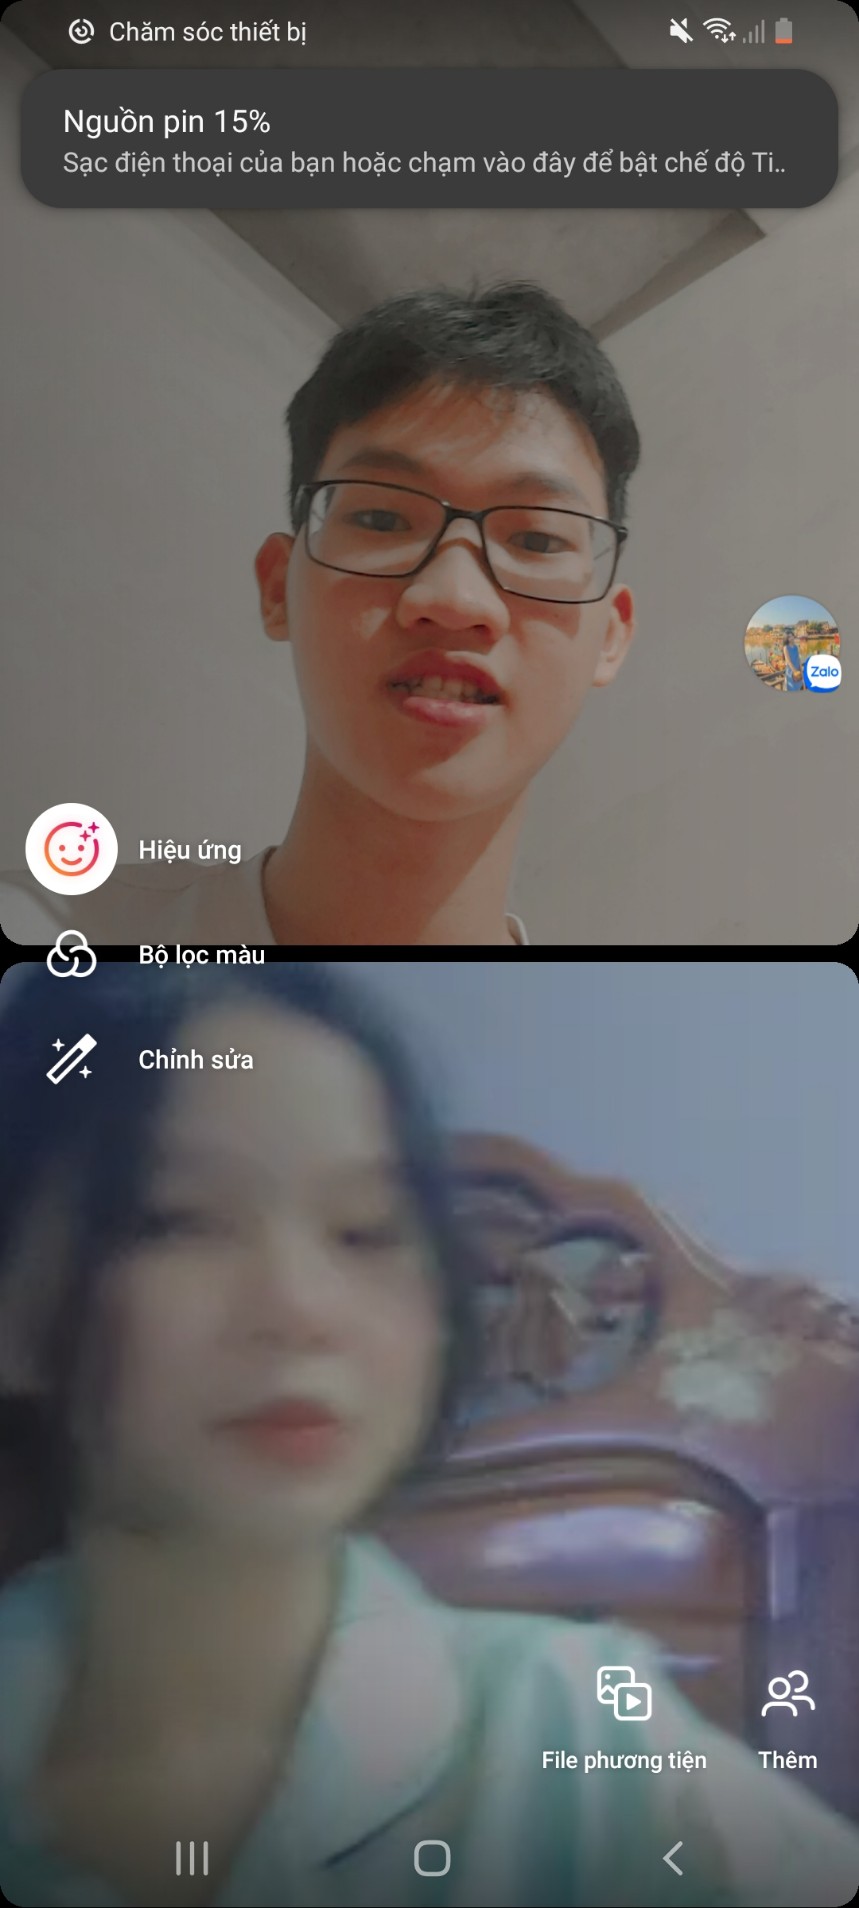 Chăm sóc thiết bị
Nguồn pin 15%
Sạc điện thoại của bạn hoặc chạm vào đây để bật chế độ Ti..
Zalo
Hiệu ứng
Bộ lọc màu
Chỉnh sửa
File phương tiện
Thêm